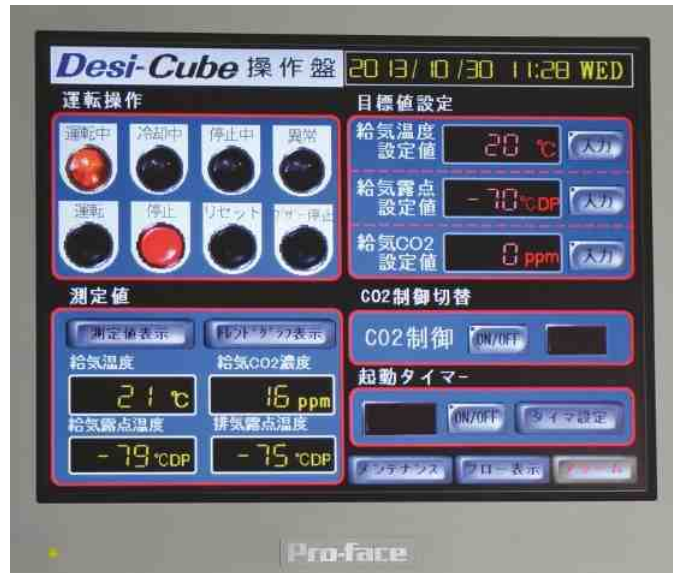 Desi-Cube 操作盤
2013/10/30 11:28 WED
運転操作
運転中 冷却中 停止中 異常
運転 停止 リセット ブザー停止
目標値設定
給気温度
設定値
20 ℃
入力
給気露点
設定値
-70 ℃DP
入力
給気CO2
設定値
0 ppm
入力
測定値
測定値表示
トレンドグラフ表示
給気温度
給気CO2濃度
21 ℃
16 ppm
給気露点温度
排気露点温度
-79 ℃DP
-75 ℃DP
CO2制御切替
CO2制御
ON/OFF
起動タイマー
ON/OFF
タイマ設定
メンテナンス
フロー表示
アラーム
Pro-face